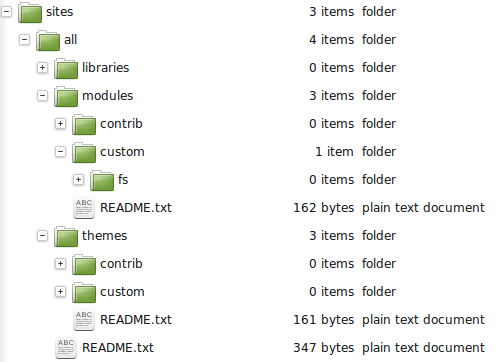 sites 3 items folder
all 4 items folder
libraries 0 items folder
modules 3 items folder
contrib 0 items folder
custom 1 item folder
fs 0 items folder
ABC README.txt 162 bytes plain text document
themes 3 items folder
contrib 0 items folder
custom 0 items folder
ABC README.txt 161 bytes plain text document
ABC README.txt 347 bytes plain text document